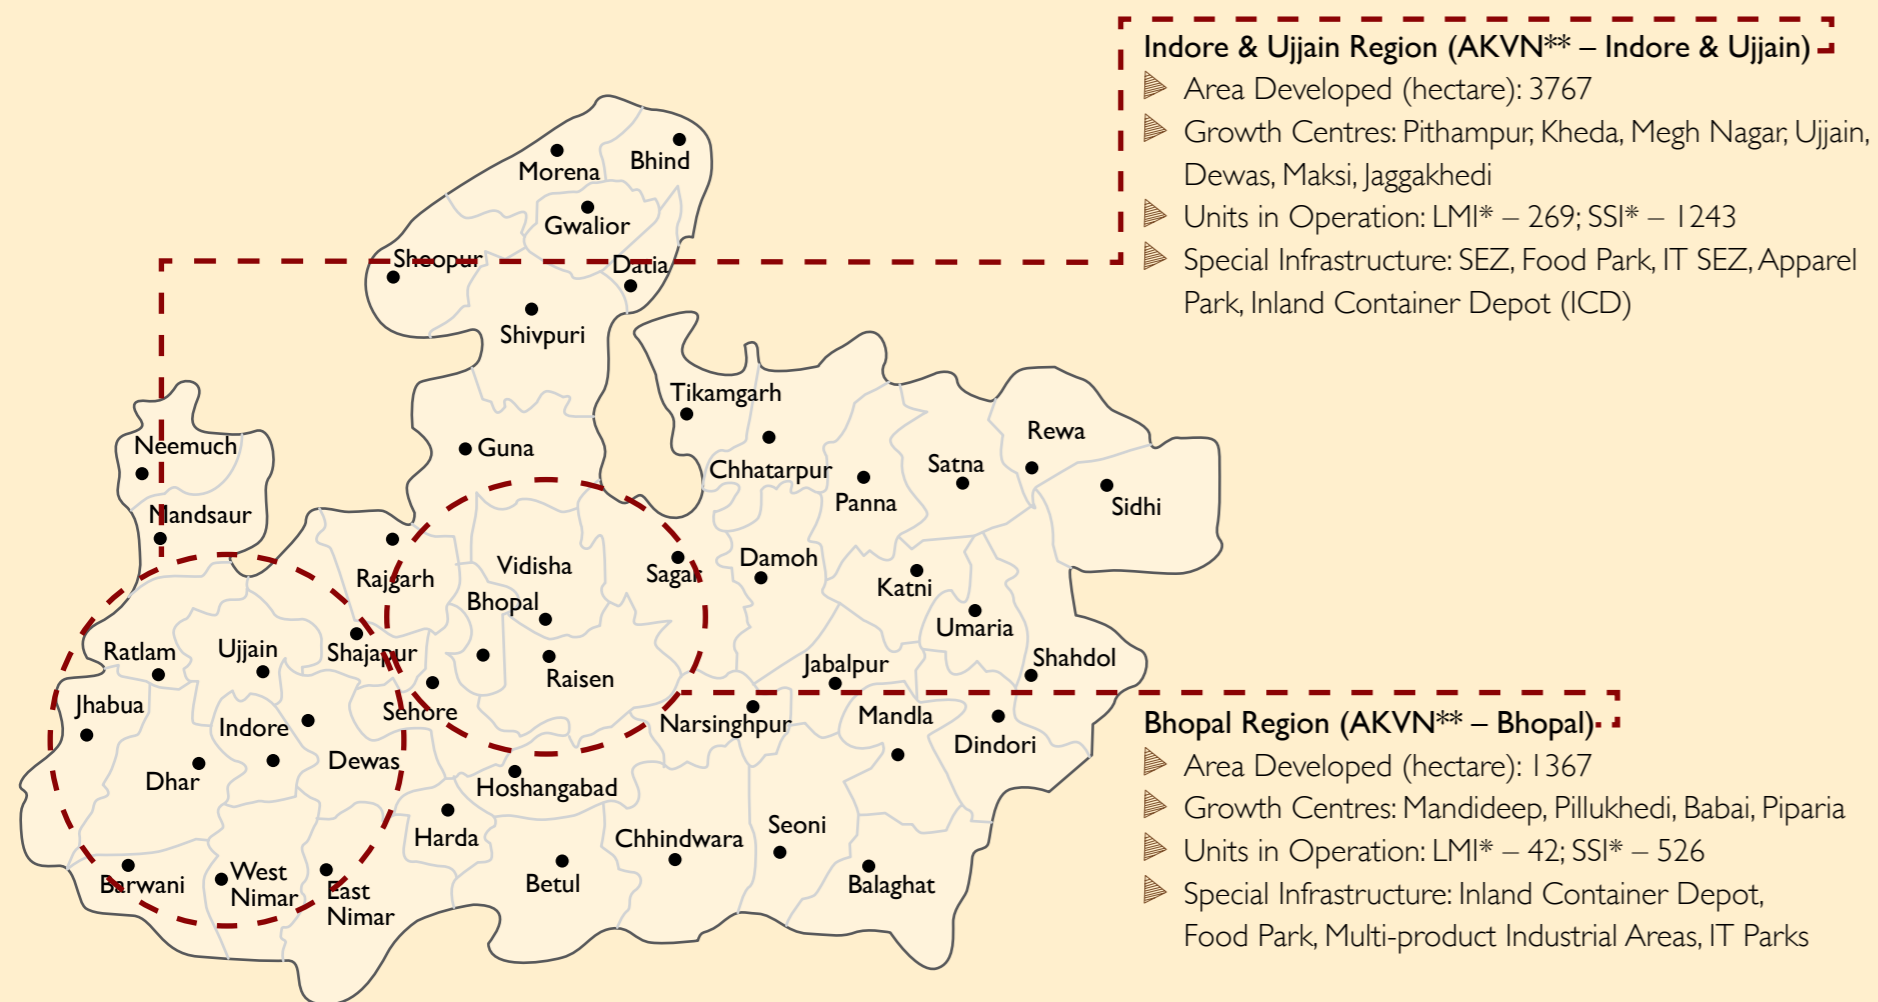 Indore & Ujjain Region (AKVN** – Indore & Ujjain)
Area Developed (hectare): 3767
Growth Centres: Pithampur, Kheda, Megh Nagar, Ujjain,
Dewas, Maksi, Jaggakhedi
Units in Operation: LMI* – 269; SSI* – 1243
Special Infrastructure: SEZ, Food Park, IT SEZ, Apparel
Park, Inland Container Depot (ICD)
Morena
Bhind
Gwalior
Sheopur
Datia
Shivpuri
Tikamgarh
Neemuch
Guna
Chhatarpur
Rewa
Satna
Panna
Sidhi
Mandsaur
Rajgarh
Vidisha
Sagar
Damoh
Katni
Bhopal
Umaria
Ratlam
Ujjain
Shajapur
Raisen
Jabalpur
Shahdol
Jhabua
Indore
Sehore
Narsinghpur
Mandla
Dindori
Dhar
Dewas
Hoshangabad
Harda
Chhindwara
Seoni
Barwani
West
Nimar
East
Nimar
Betul
Balaghat
Bhopal Region (AKVN** – Bhopal)
Area Developed (hectare): 1367
Growth Centres: Mandideep, Pillukhedi, Babai, Piparia
Units in Operation: LMI* – 42; SSI* – 526
Special Infrastructure: Inland Container Depot,
Food Park, Multi-product Industrial Areas, IT Parks